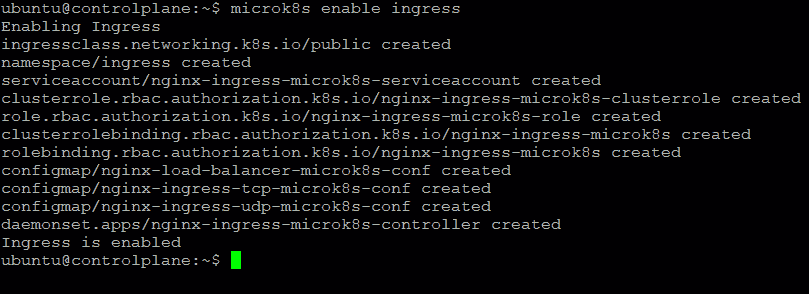 ubuntu@controlplane:~$ microk8s enable ingress
Enabling Ingress
ingressclass.networking.k8s.io/public created
namespace/ingress created
serviceaccount/nginx-ingress-microk8s-serviceaccount created
clusterrole.rbac.authorization.k8s.io/nginx-ingress-microk8s-clusterrole created
role.rbac.authorization.k8s.io/nginx-ingress-microk8s-role created
clusterrolebinding.rbac.authorization.k8s.io/nginx-ingress-microk8s created
rolebinding.rbac.authorization.k8s.io/nginx-ingress-microk8s created
configmap/nginx-load-balancer-microk8s-conf created
configmap/nginx-ingress-tcp-microk8s-conf created
configmap/nginx-ingress-udp-microk8s-conf created
daemonset.apps/nginx-ingress-microk8s-controller created
Ingress is enabled
ubuntu@controlplane:~$